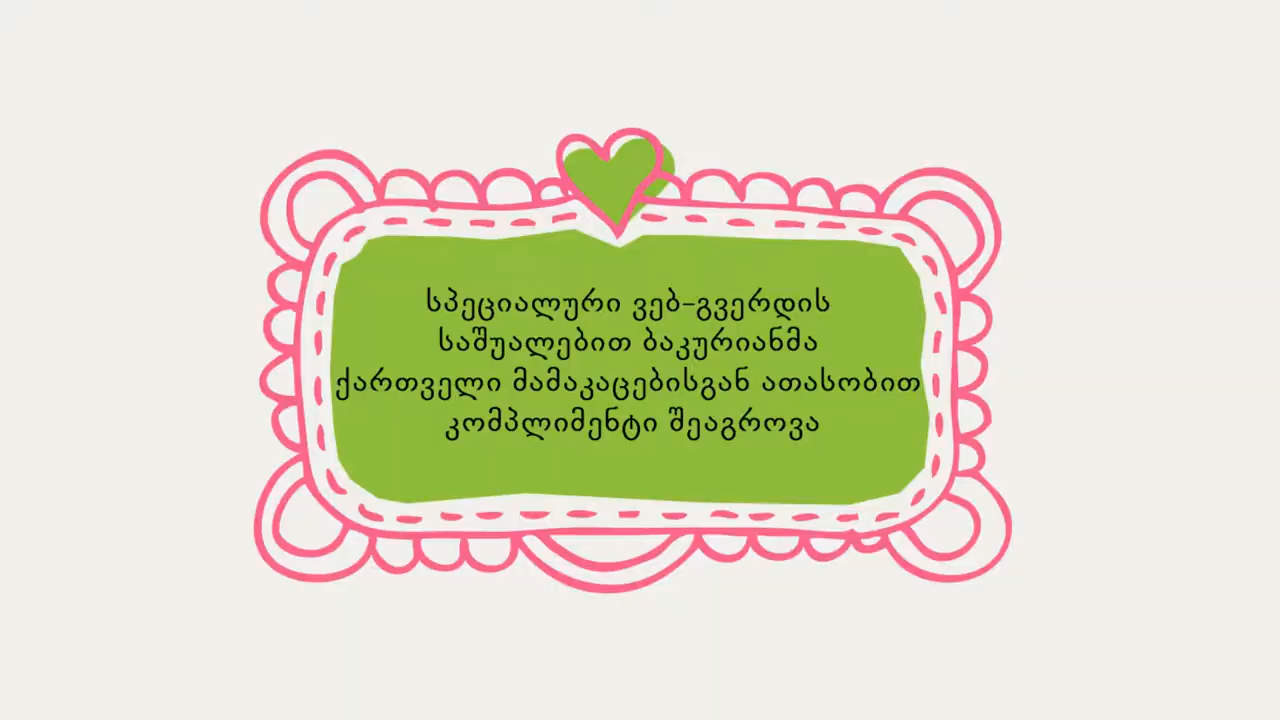 სპეციალური ვებ-გვერდის
საშუალებით ბაკურიანმა
ქართველი მამაკაცებისგან ათასობით
კომპლიმენტი შეაგროვა